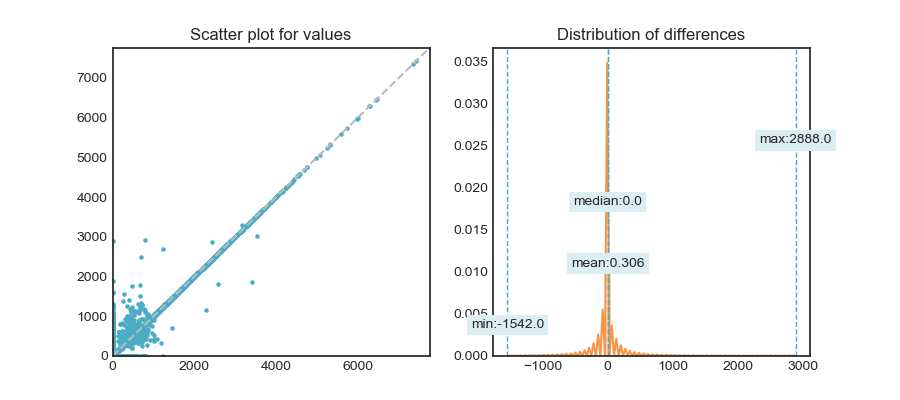 Scatter plot for values
7000
6000
5000
4000
3000
2000
1000
0
0 2000 4000 6000
Distribution of differences
0.035
0.030
0.025
0.020
0.015
0.010
0.005
0.000
max:2888.0
median:0.0
mean:0.306
min:-1542.0
−1000 0 1000 2000 3000